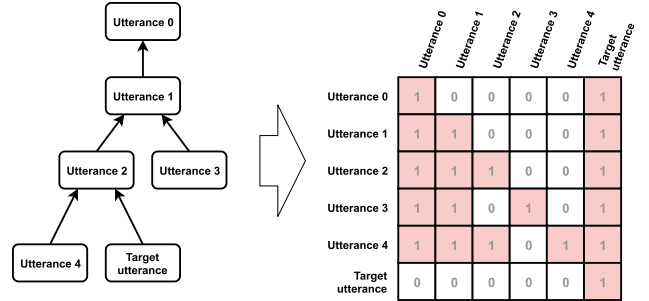 Utterance 0
Utterance 1
Utterance 2
Utterance 3
Utterance 4
Target
utterance
Utterance 0
Utterance 1
Utterance 2
Utterance 3
Utterance 4
Target
utterance
Utterance 0 1 0 0 0 0 1
Utterance 1 1 1 0 0 0 1
Utterance 2 1 1 1 0 0 1
Utterance 3 1 1 0 1 0 1
Utterance 4 1 1 1 0 1 1
Target
utterance 0 0 0 0 0 1